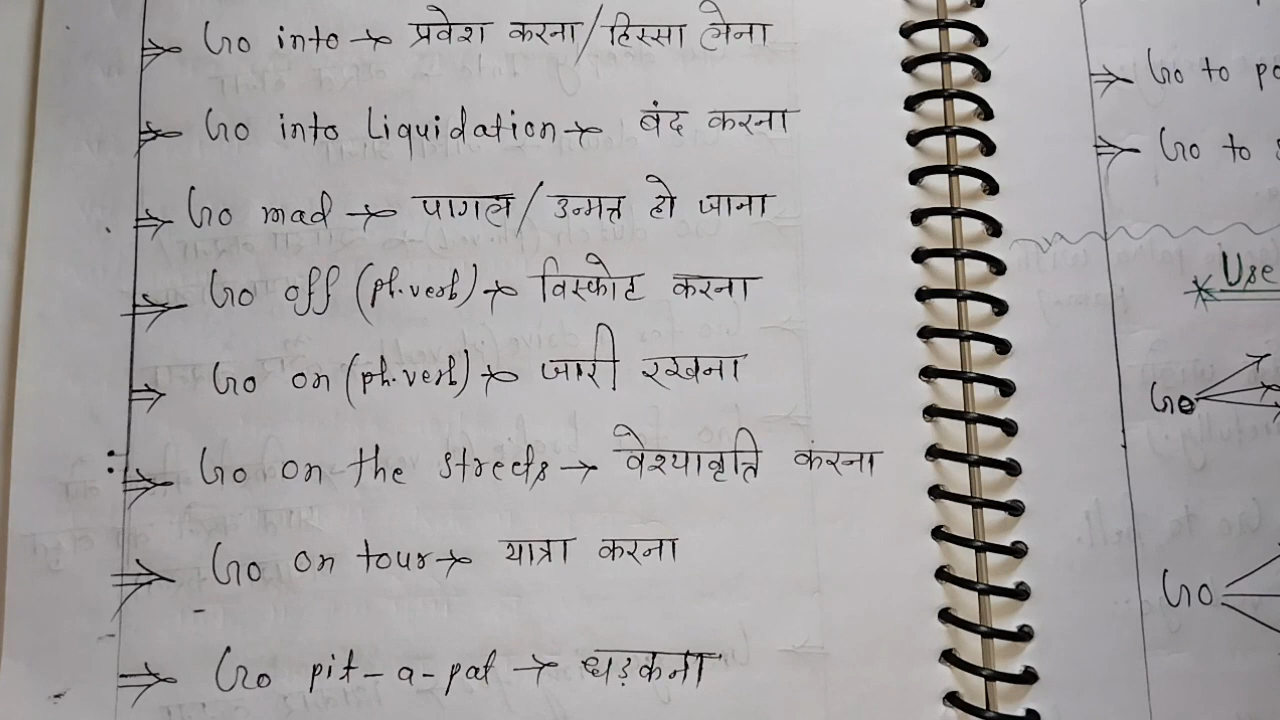 ⇒ Go into → प्रवेश करना/हिस्सा लेना
⇒ Go into Liquidation → बंद करना
⇒ Go mad → पागल/उन्मत्त हो जाना
⇒ Go off (ph.verb) → विस्फोट करना
⇒ Go on (ph.verb) → जारी रखना
⇒ Go on the streets → वेश्यावृत्ति करना
⇒ Go on tour → यात्रा करना
⇒ Go pit-a-pat → धड़कना
⇒ Go to
⇒ Go to
* Use
Go
Go